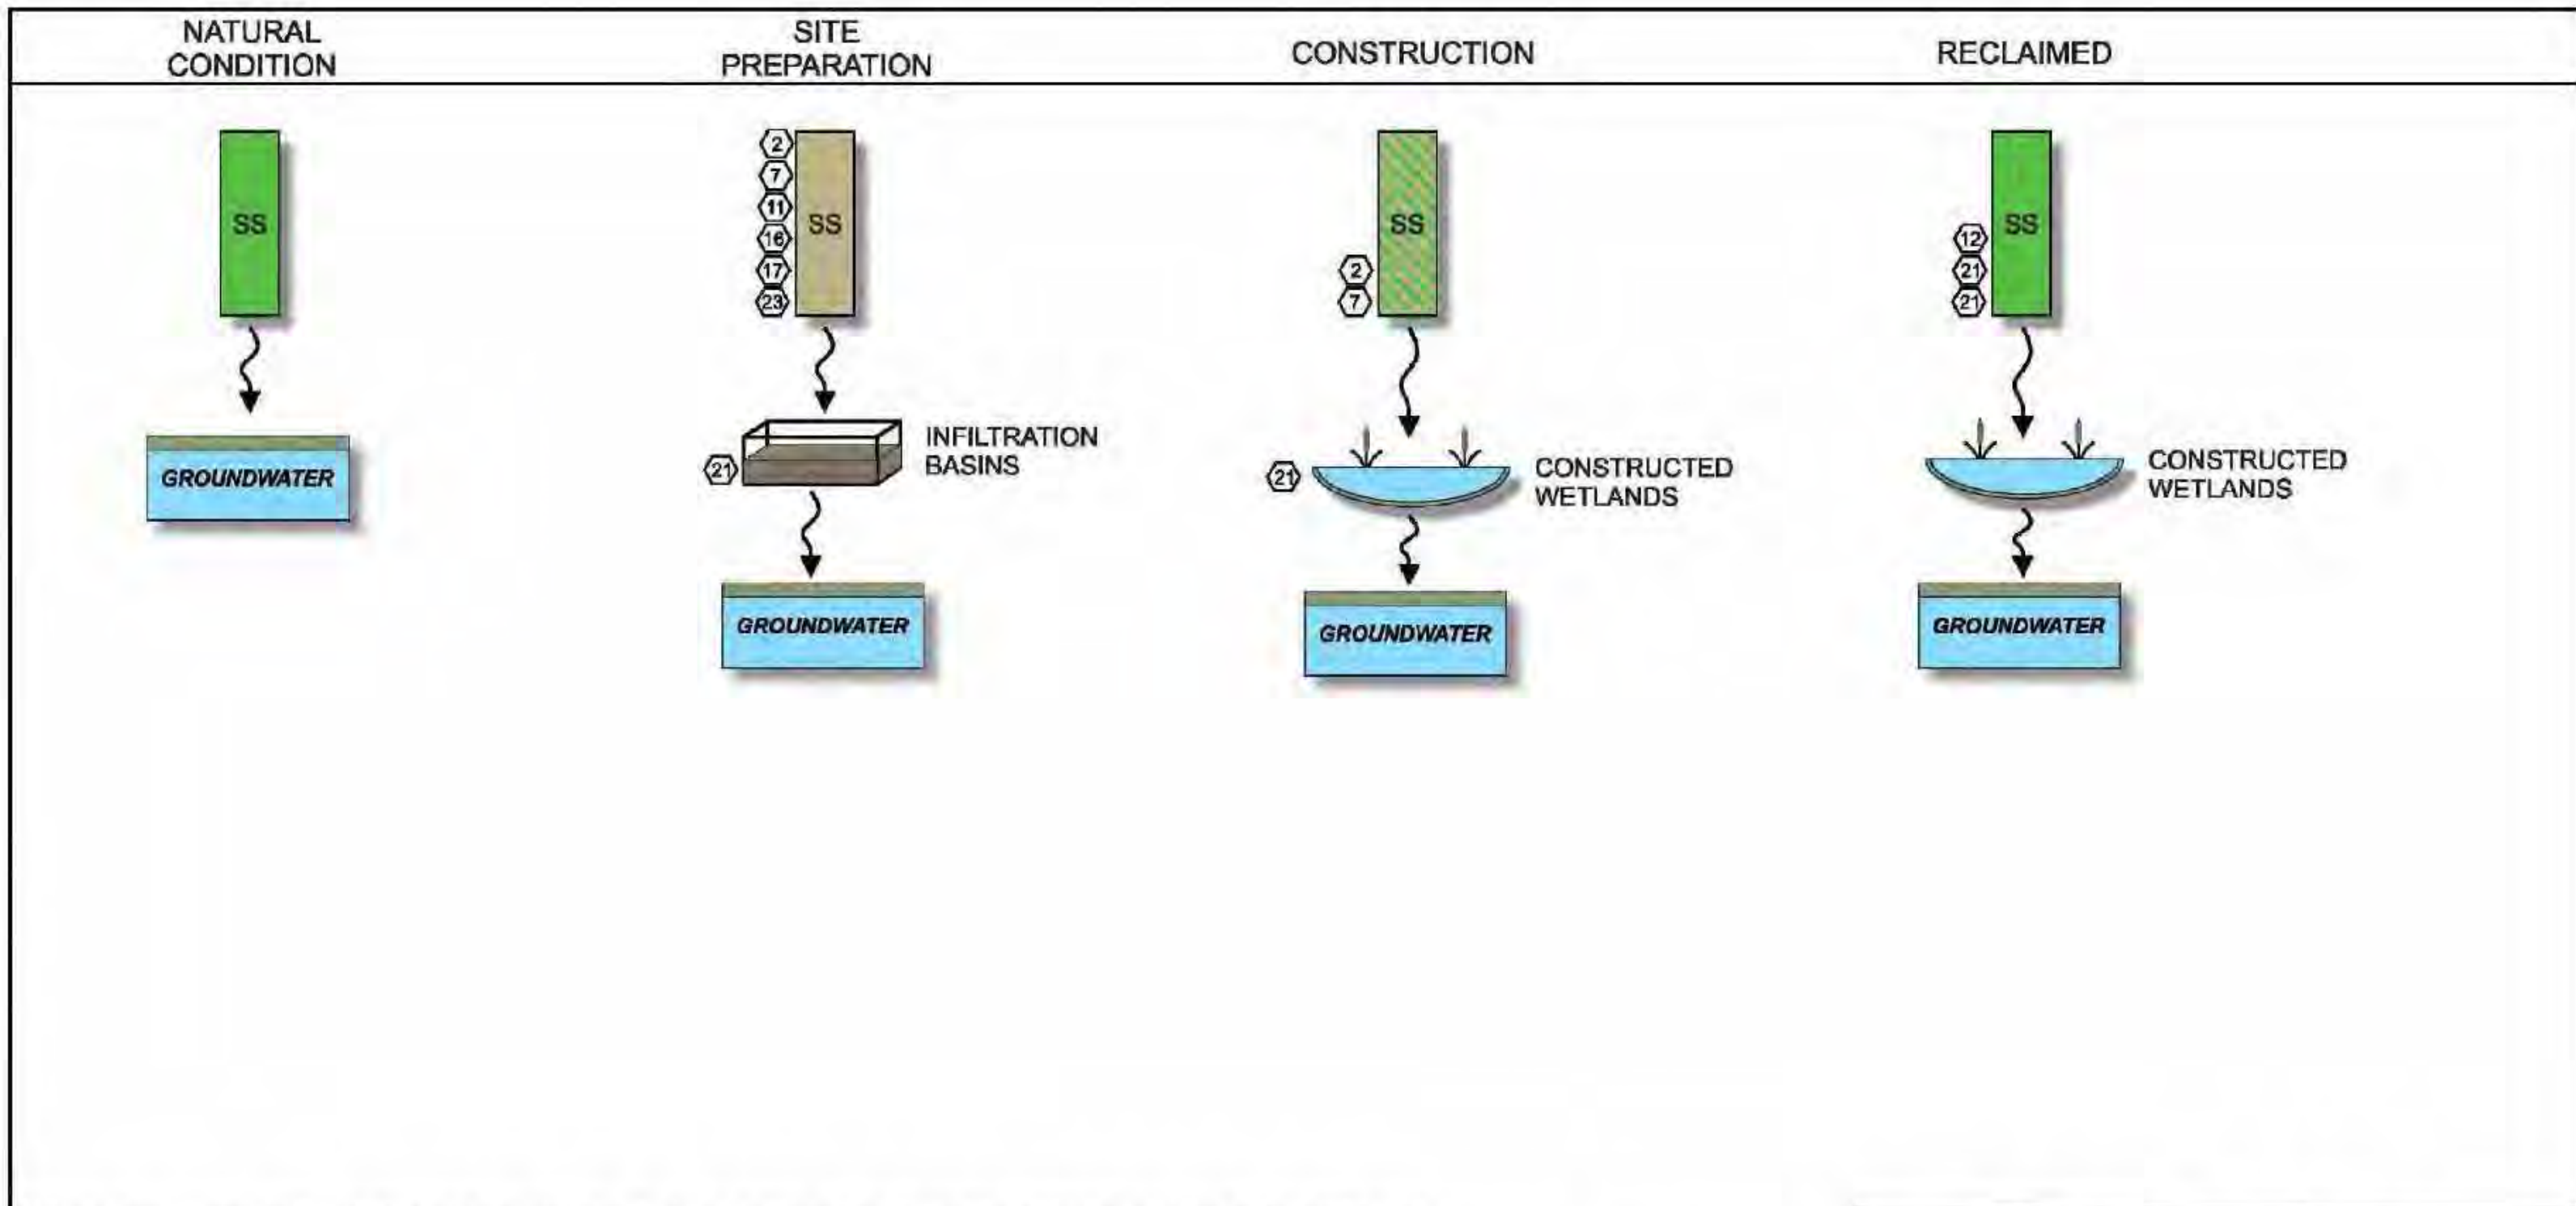 NATURAL
CONDITION
SITE
PREPARATION
CONSTRUCTION
RECLAIMED
SS
GROUNDWATER
2
7
11
16
17
23
SS
21
INFILTRATION
BASINS
GROUNDWATER
SS
2
7
21
CONSTRUCTED
WETLANDS
GROUNDWATER
SS
12
21
21
CONSTRUCTED
WETLANDS
GROUNDWATER